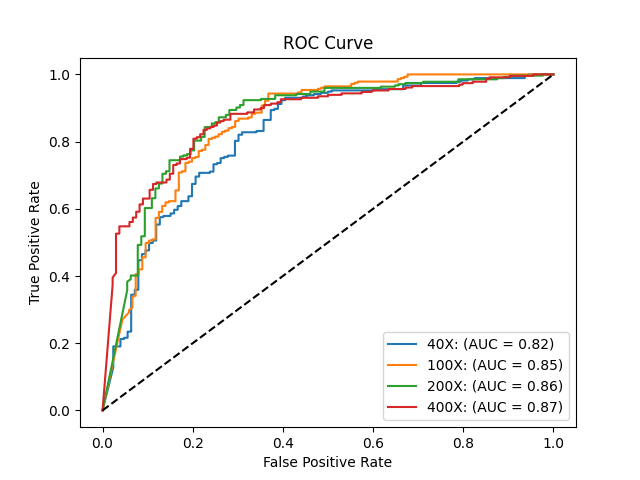 ROC Curve
True Positive Rate
1.0
0.8
0.6
0.4
0.2
0.0
40X: (AUC = 0.82)
100X: (AUC = 0.85)
200X: (AUC = 0.86)
400X: (AUC = 0.87)
0.0 0.2 0.4 0.6 0.8 1.0
False Positive Rate